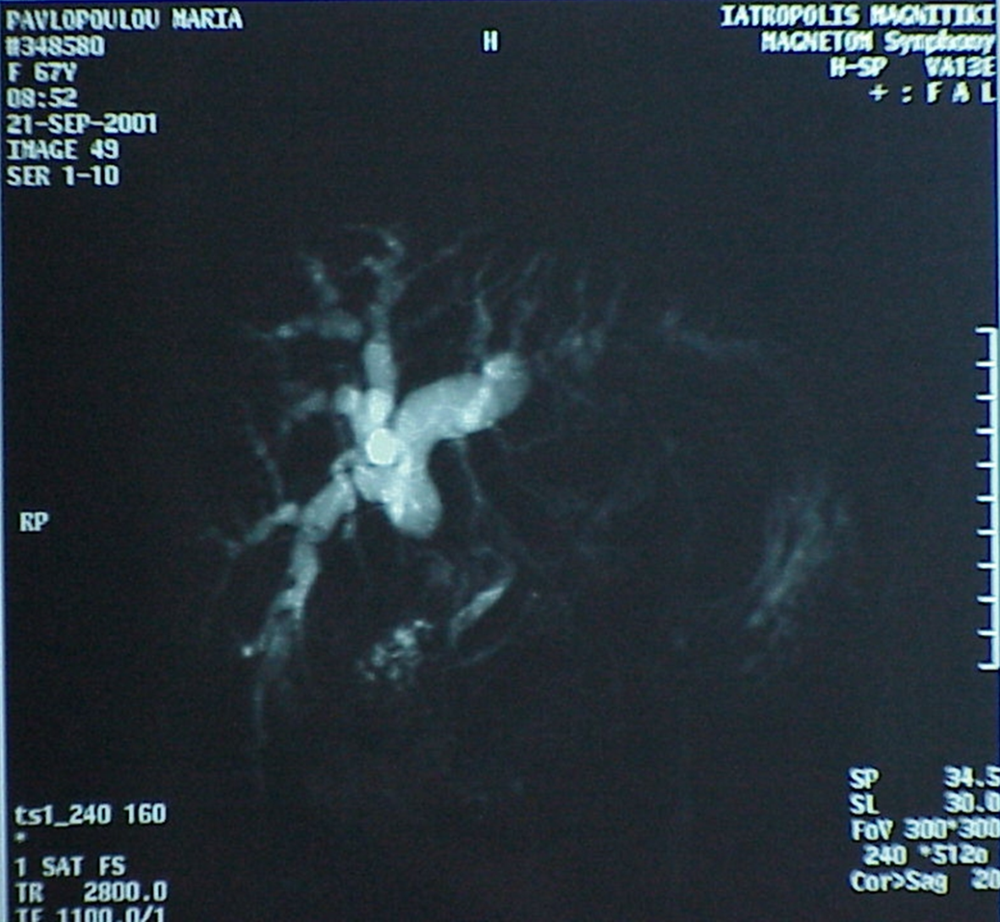 PAVLOPOULOU MARIA
#348580
F 67Y
08:52
21-SEP-2001
IMAGE 49
SER 1-10
H
IATROPOLIS MAGNITIKI
MAGNETOM Symphony
H-SP VA13E
+ : F A L
RP
ts1_240 160
*
1 SAT FS
TR 2800.0
TE 1100.0/1
SP 34.5
SL 30.0
FoV 300*300
240 *512o
Cor>Sag 20